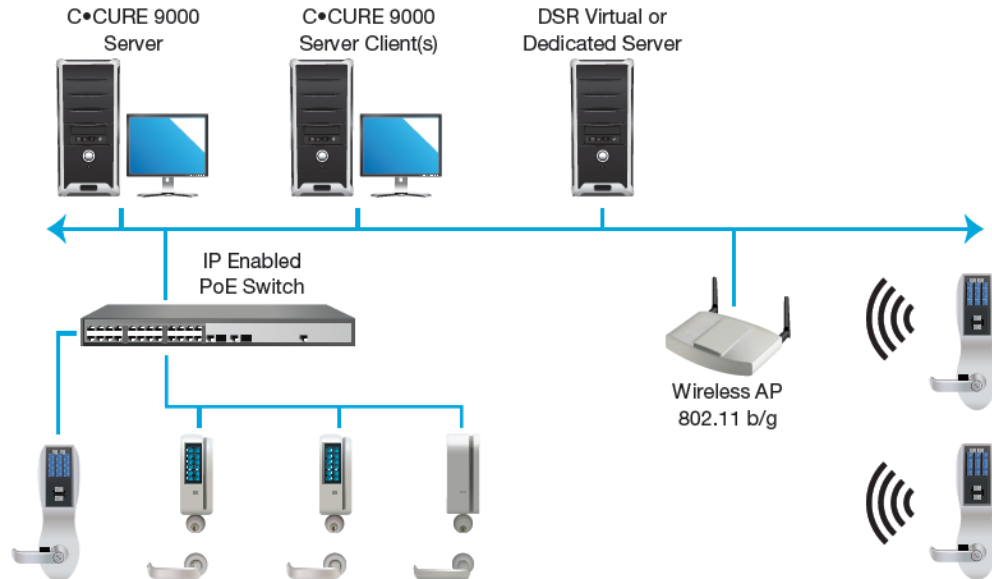 C•CURE 9000
Server
C•CURE 9000
Server Client(s)
DSR Virtual or
Dedicated Server
IP Enabled
PoE Switch
Wireless AP
802.11 b/g